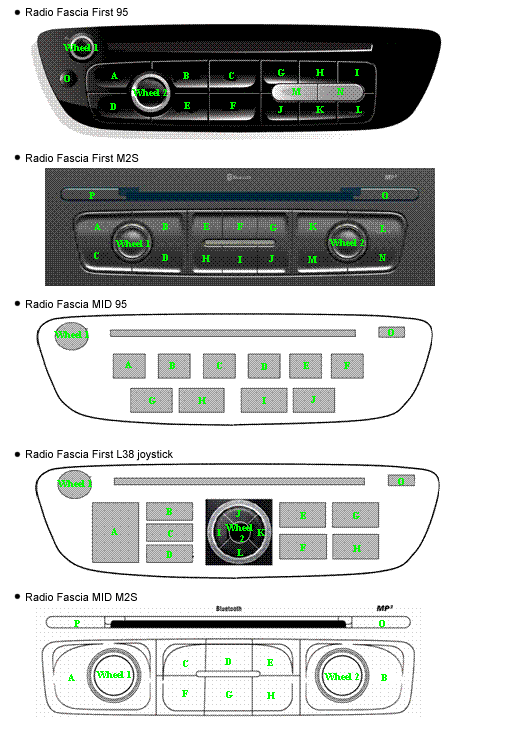 Radio Fascia First 95
Wheel 1
G H I
A B C
O
M N
Wheel 2
D E F
J K L
Radio Fascia First M2S
Bluetooth
MP3
P O
A B E F G K L
Wheel 1 Wheel 2
C D H I J M N
Radio Fascia MID 95
Wheel 1 O
A D F
G H I J
Radio Fascia First L38 joystick
Wheel O
B J G
A C I Wheel 2 K
L
Radio Fascia MID M2S
Bluetooth MP3
P O
C D E
A Wheel 1 Wheel 2 B
F G H